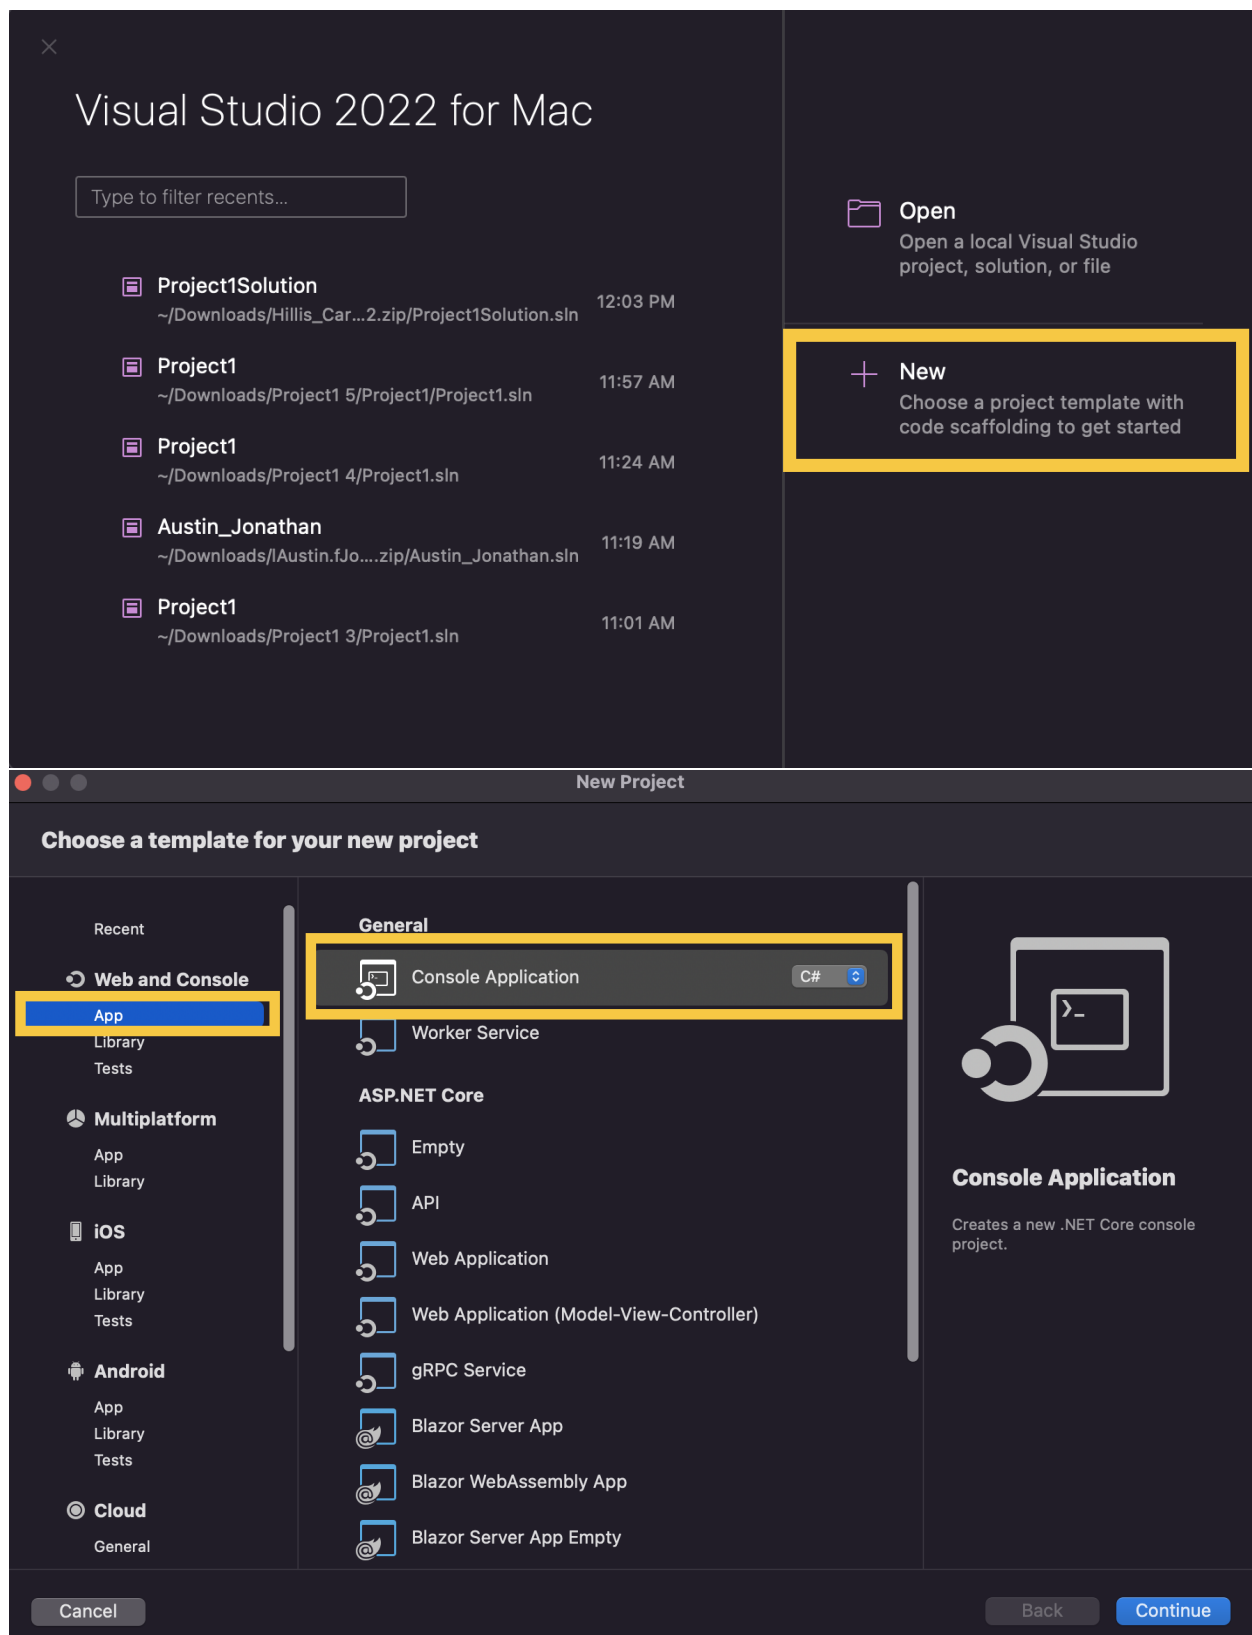 Visual Studio 2022 for Mac
Type to filter recents...
Project1Solution
~/Downloads/Hillis_Car...2.zip/Project1Solution.sln
12:03 PM
Project1
~/Downloads/Project1 5/Project1/Project1.sln
11:57 AM
Project1
~/Downloads/Project1 4/Project1.sln
11:24 AM
Austin_Jonathan
~/Downloads/lAustin.fJo....zip/Austin_Jonathan.sln
11:19 AM
Project1
~/Downloads/Project1 3/Project1.sln
11:01 AM
Open
Open a local Visual Studio
project, solution, or file
New
Choose a project template with
code scaffolding to get started
New Project
Choose a template for your new project
Recent
Web and Console
App
Library
Tests
Multiplatform
App
Library
iOS
App
Library
Tests
Android
App
Library
Tests
Cloud
General
General
Console Application
C#
Worker Service
ASP.NET Core
Empty
API
Web Application
Web Application (Model-View-Controller)
gRPC Service
Blazor Server App
Blazor WebAssembly App
Blazor Server App Empty
Console Application
Creates a new .NET Core console
project.
Cancel
Back
Continue